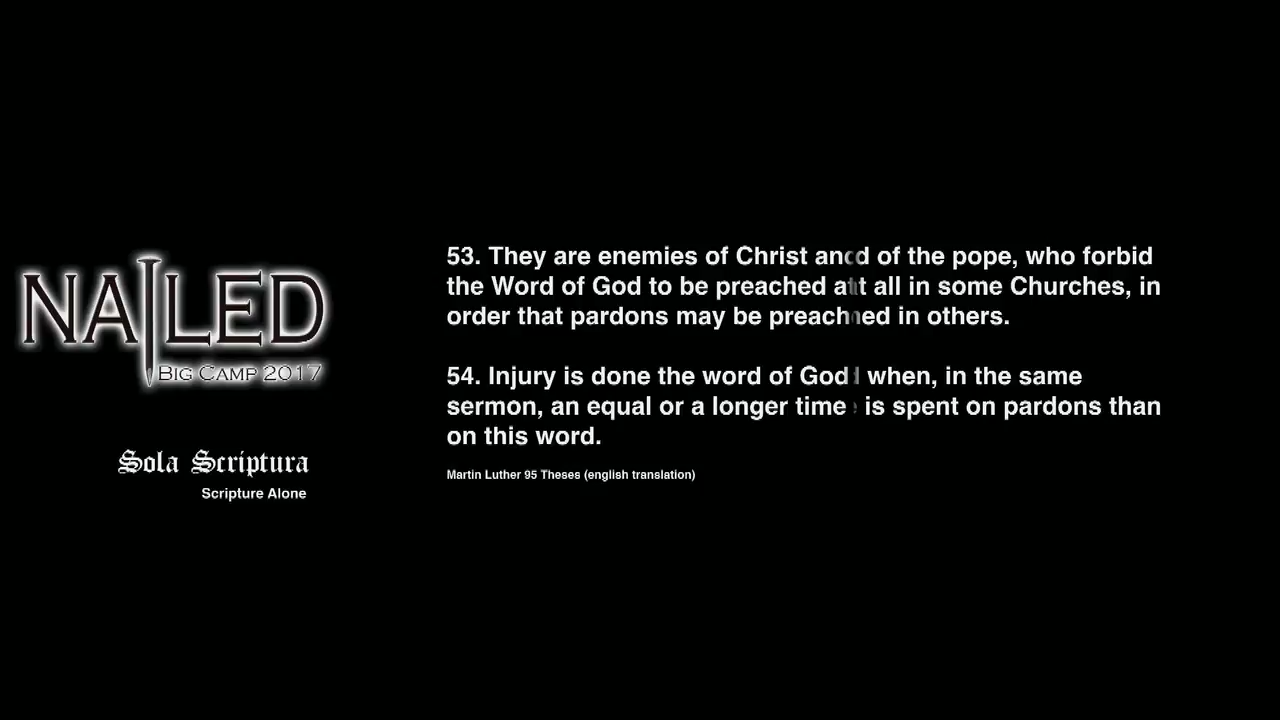 NAILED
BIG CAMP 2017
Sola Scriptura
Scripture Alone
53. They are enemies of Christ and of the pope, who forbid
the Word of God to be preached at all in some Churches, in
order that pardons may be preached in others.
54. Injury is done the word of God when, in the same
sermon, an equal or a longer time is spent on pardons than
on this word.
Martin Luther 95 Theses (english translation)